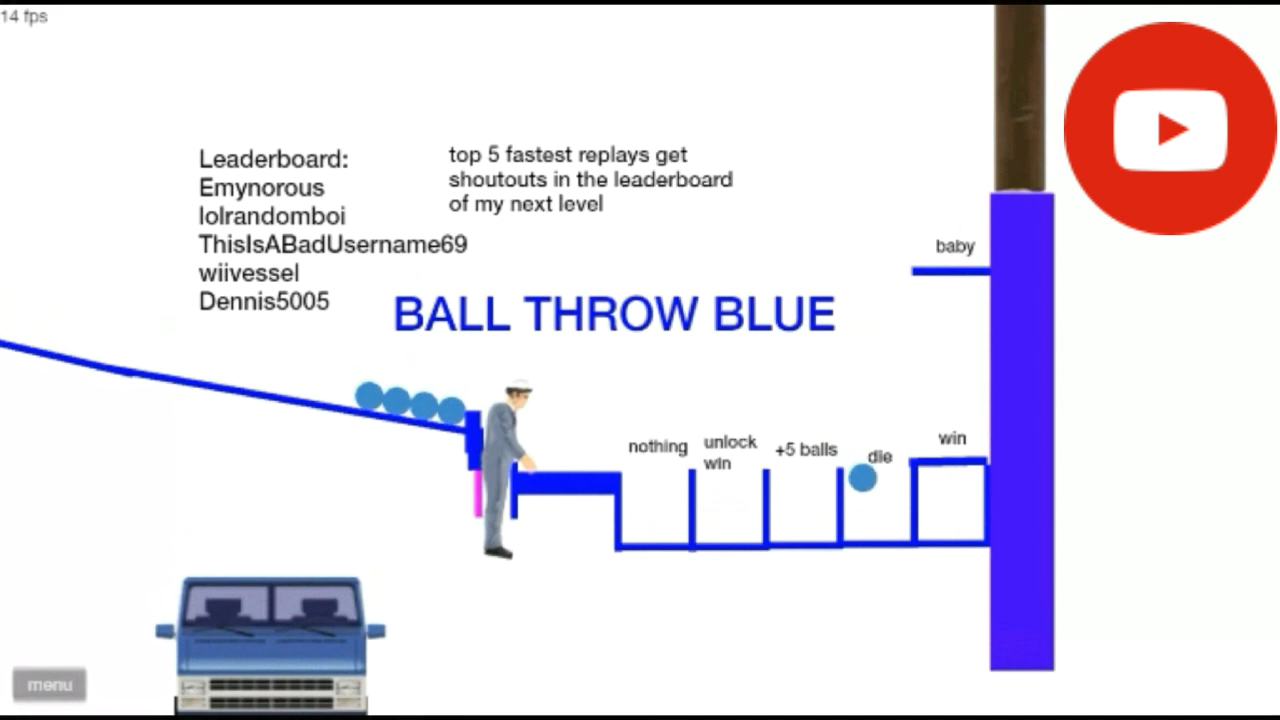 14 fps
Leaderboard:
Emynorous
lolrandomboi
ThisIsABadUsername69
wiivessel
Dennis5005
top 5 fastest replays get
shoutouts in the leaderboard
of my next level
BALL THROW BLUE
baby
nothing
unlock
win
+5 balls
die
win
menu